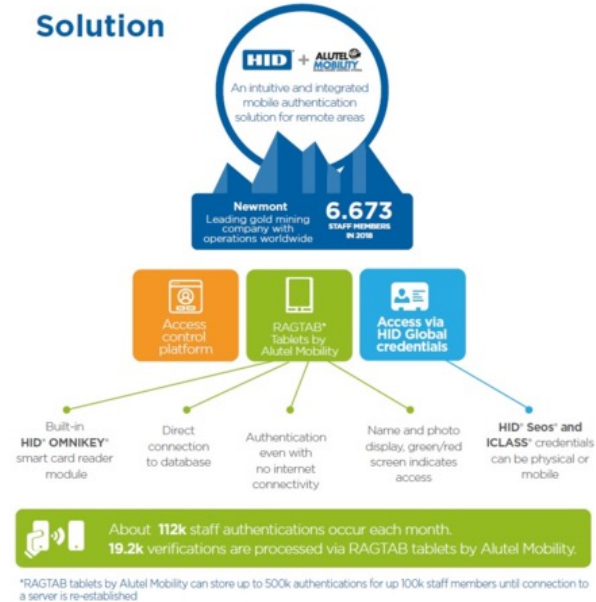 Solution
HID + ALUTEL
MOBILITY
An intuitive and integrated
mobile authentication
solution for remote areas
Newmont
Leading gold mining
company with
operations worldwide
6.673
STAFF MEMBERS
IN 2018
Access
control
platform
RAGTAB*
Tablets by
Alutel Mobility
Access via
HID Global
credentials
Built-in
HID® OMNIKEY®
smart card reader
module
Direct
connection
to database
Authentication
even with
no internet
connectivity
Name and photo
display, green/red
screen indicates
access
HID® Seos® and
ICLASS® credentials
can be physical or
mobile
About 112k staff authentications occur each month.
19.2k verifications are processed via RAGTAB tablets by Alutel Mobility.
*RAGTAB tablets by Alutel Mobility can store up to 500k authentications for up 100k staff members until connection to
a server is re-established